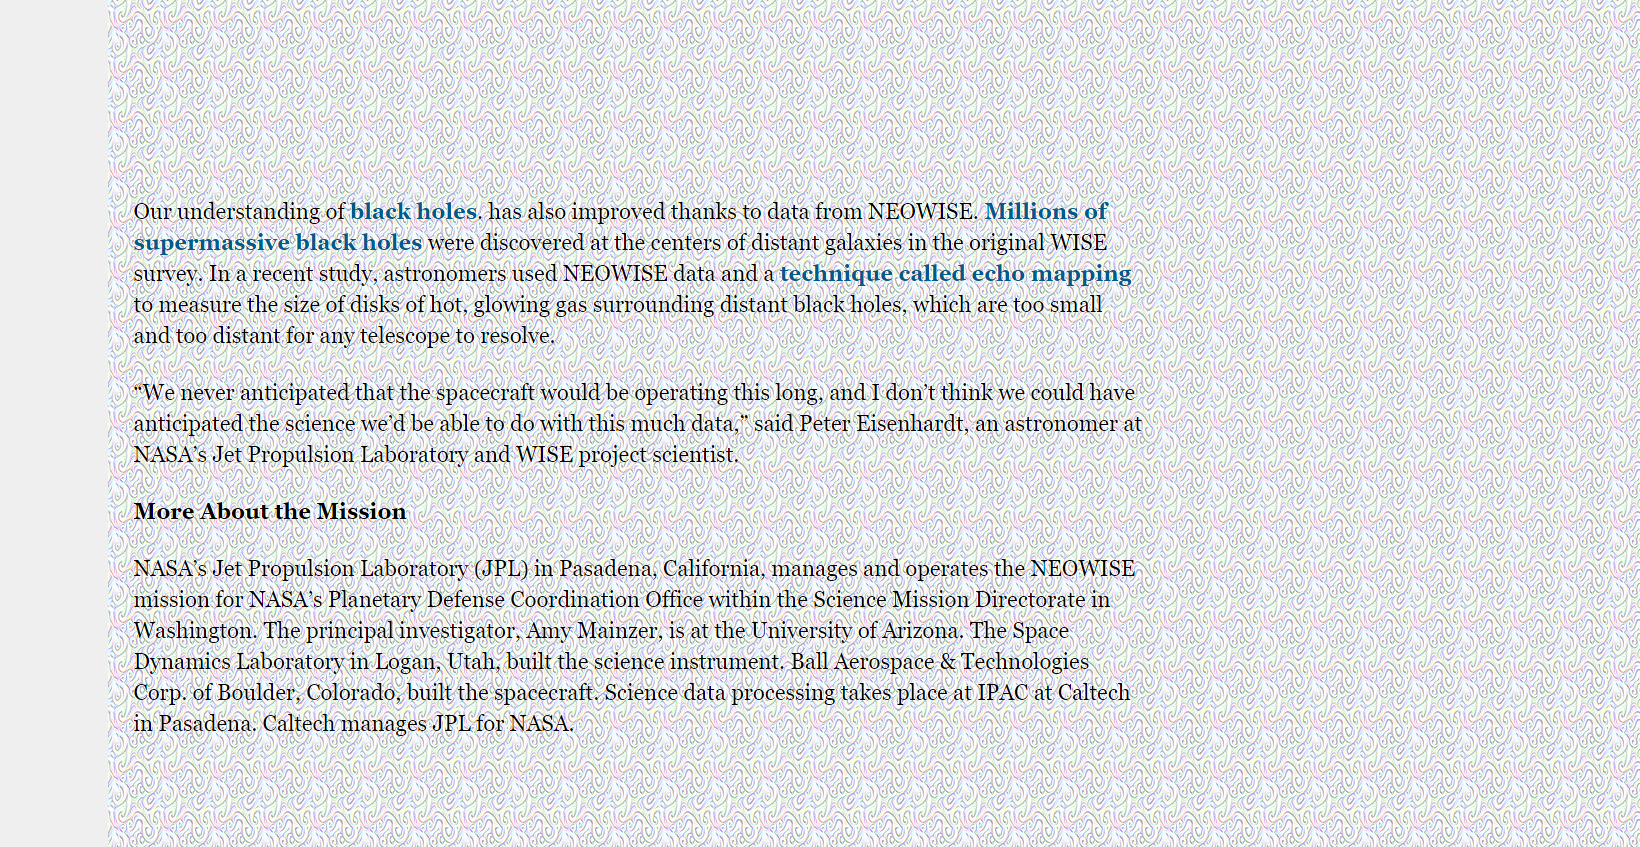 Our understanding of black holes. has also improved thanks to data from NEOWISE. Millions of
supermassive black holes were discovered at the centers of distant galaxies in the original WISE
survey. In a recent study, astronomers used NEOWISE data and a technique called echo mapping
to measure the size of disks of hot, glowing gas surrounding distant black holes, which are too small
and too distant for any telescope to resolve.
“We never anticipated that the spacecraft would be operating this long, and I don’t think we could have
anticipated the science we’d be able to do with this much data,” said Peter Eisenhardt, an astronomer at
NASA’s Jet Propulsion Laboratory and WISE project scientist.
More About the Mission
NASA’s Jet Propulsion Laboratory (JPL) in Pasadena, California, manages and operates the NEOWISE
mission for NASA’s Planetary Defense Coordination Office within the Science Mission Directorate in
Washington. The principal investigator, Amy Mainzer, is at the University of Arizona. The Space
Dynamics Laboratory in Logan, Utah, built the science instrument. Ball Aerospace & Technologies
Corp. of Boulder, Colorado, built the spacecraft. Science data processing takes place at IPAC at Caltech
in Pasadena. Caltech manages JPL for NASA.